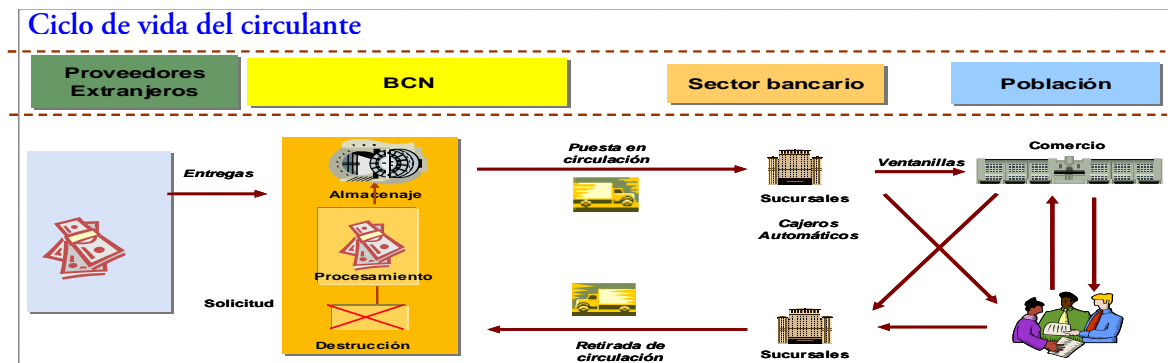 Ciclo de vida del circulante
Proveedores
Extranjeros
BCN
Sector bancario
Población
Entregas
Almacenaje
Procesamiento
Solicitud
Destrucción
Puesta en
circulación
Retirada de
circulación
Sucursales
Ventanillas
Cajeros
Automáticos
Sucursales
Comercio